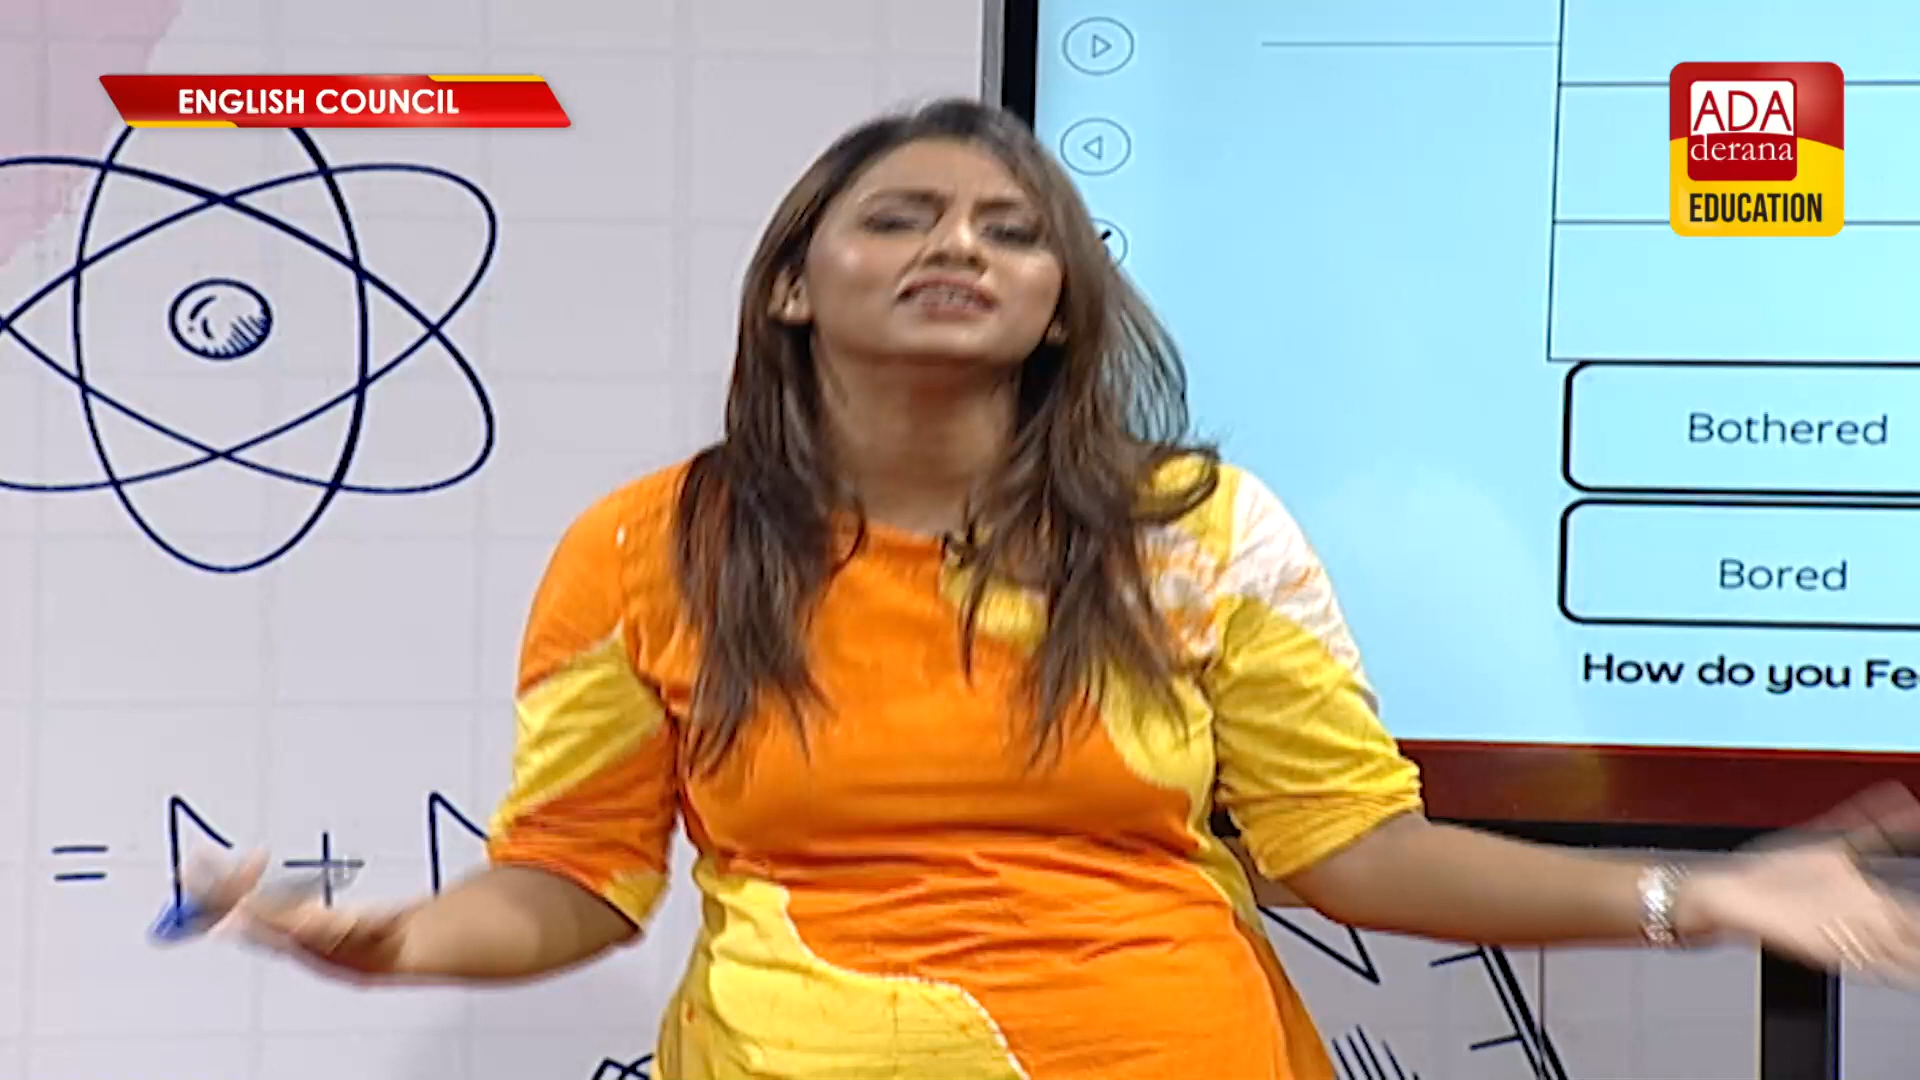 ENGLISH COUNCIL
ADA
derana
EDUCATION
Bothered
Bored
How do you Fe
= +